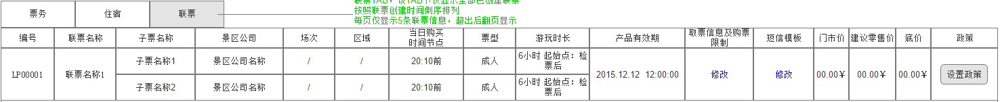 联票TAB，该TAB下仅显示全部已创建联票
票务 住宿 联票 按照联票创建时间倒序排列
每页仅显示5条联票信息，超出后翻页显示
编号 联票名称 子票名称 景区公司 场次 区域 当日购买时间节点 票型 游玩时长 产品有效期 取票信息及购票限制 短信模板 门市价 建议零售价 底价 政策
LP00001 联票名称1 子票名称1 景区公司名称 / / 20:10前 成人 6小时 起始点：检票后 2015.12.12 12:00:00 修改 修改 00.00¥ 00.00¥ 00.00¥ 设置政策
子票名称2 景区公司名称 / / 20:10前 成人 6小时 起始点：检票后